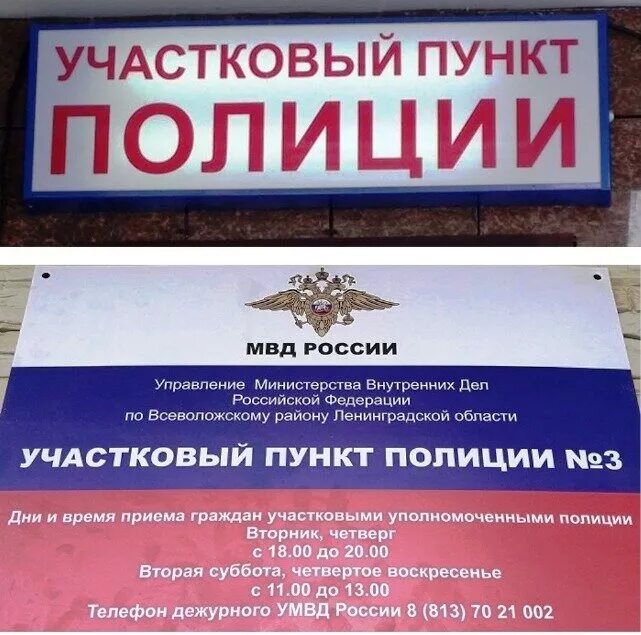 УЧАСТКОВЫЙ ПУНКТ
ПОЛИЦИИ
МВД РОССИИ
Управление Министерства Внутренних Дел
Российской Федерации
по Всеволожскому району Ленинградской области
УЧАСТКОВЫЙ ПУНКТ ПОЛИЦИИ №3
Дни и время приема граждан участковыми уполномоченными полиции
Вторник, четверг
с 18.00 до 20.00
Вторая суббота, четвертое воскресенье
с 11.00 до 13.00
Телефон дежурного УМВД России 8 (813) 70 21 002